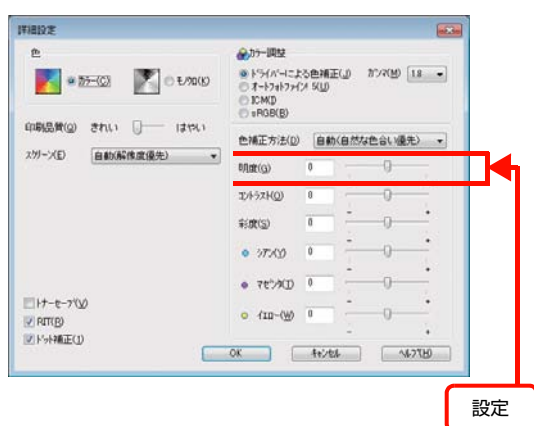 詳細設定
色
カラー(C)
モノクロ(K)
印刷品質(Q) きれい はやい
スクリーン(E) 自動(解像度優先)
トナーセーブ(V)
RIT(R)
ドット補正(1)
カラー調整
ドライバーによる色補正(J) ガンマ(M) 1.8
オートフォトファイン! 5(U)
ICM(D)
sRGB(B)
色補正方法(D) 自動(自然な色合い優先)
明度(G) 0
コントラスト(O) 0
- +
彩度(S) 0
- +
シアン(Y) 0
- +
マゼンタ(T) 0
- +
イエロー(W) 0
- +
OK キャンセル ヘルプ(H)
設定